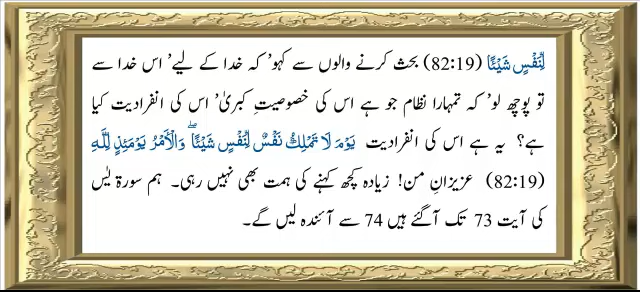 لِّنَفْسٍ شَيْئًا (82:19) بحث کرنے والوں سے کہو’ کہ خدا کے لیے’ اس خدا سے
تو پوچھ لو’ کہ تمہارا نظام جو ہے اس کی خصوصیتِ کبریٰ’ اس کی انفرادیت کیا
ہے؟ یہ ہے اس کی انفرادیت يَوْمَ لَا تَمْلِكُ نَفْسٌ لِّنَفْسٍ شَيْئًا ۖ وَالْأَمْرُ يَوْمَئِذٍ لِّلَّهِ
(82:19) عزیزانِ من! زیادہ کچھ کہنے کی ہمت بھی نہیں رہی۔ ہم سورۃ یٰس
کی آیت 73 تک آگئے ہیں 74 سے آئندہ لیں گے۔